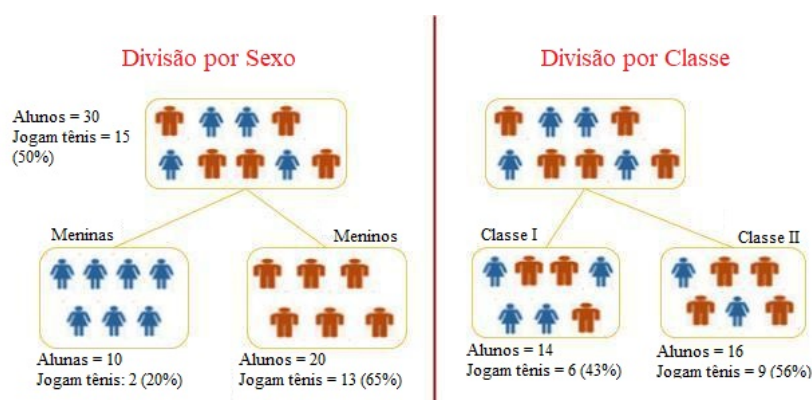 Divisão por Sexo
Alunos = 30
Jogam tênis = 15
(50%)
Meninas
Meninos
Alunas = 10
Jogam tênis: 2 (20%)
Alunos = 20
Jogam tênis = 13 (65%)
Divisão por Classe
Classe I
Classe II
Alunos = 14
Jogam tênis = 6 (43%)
Alunos = 16
Jogam tênis = 9 (56%)